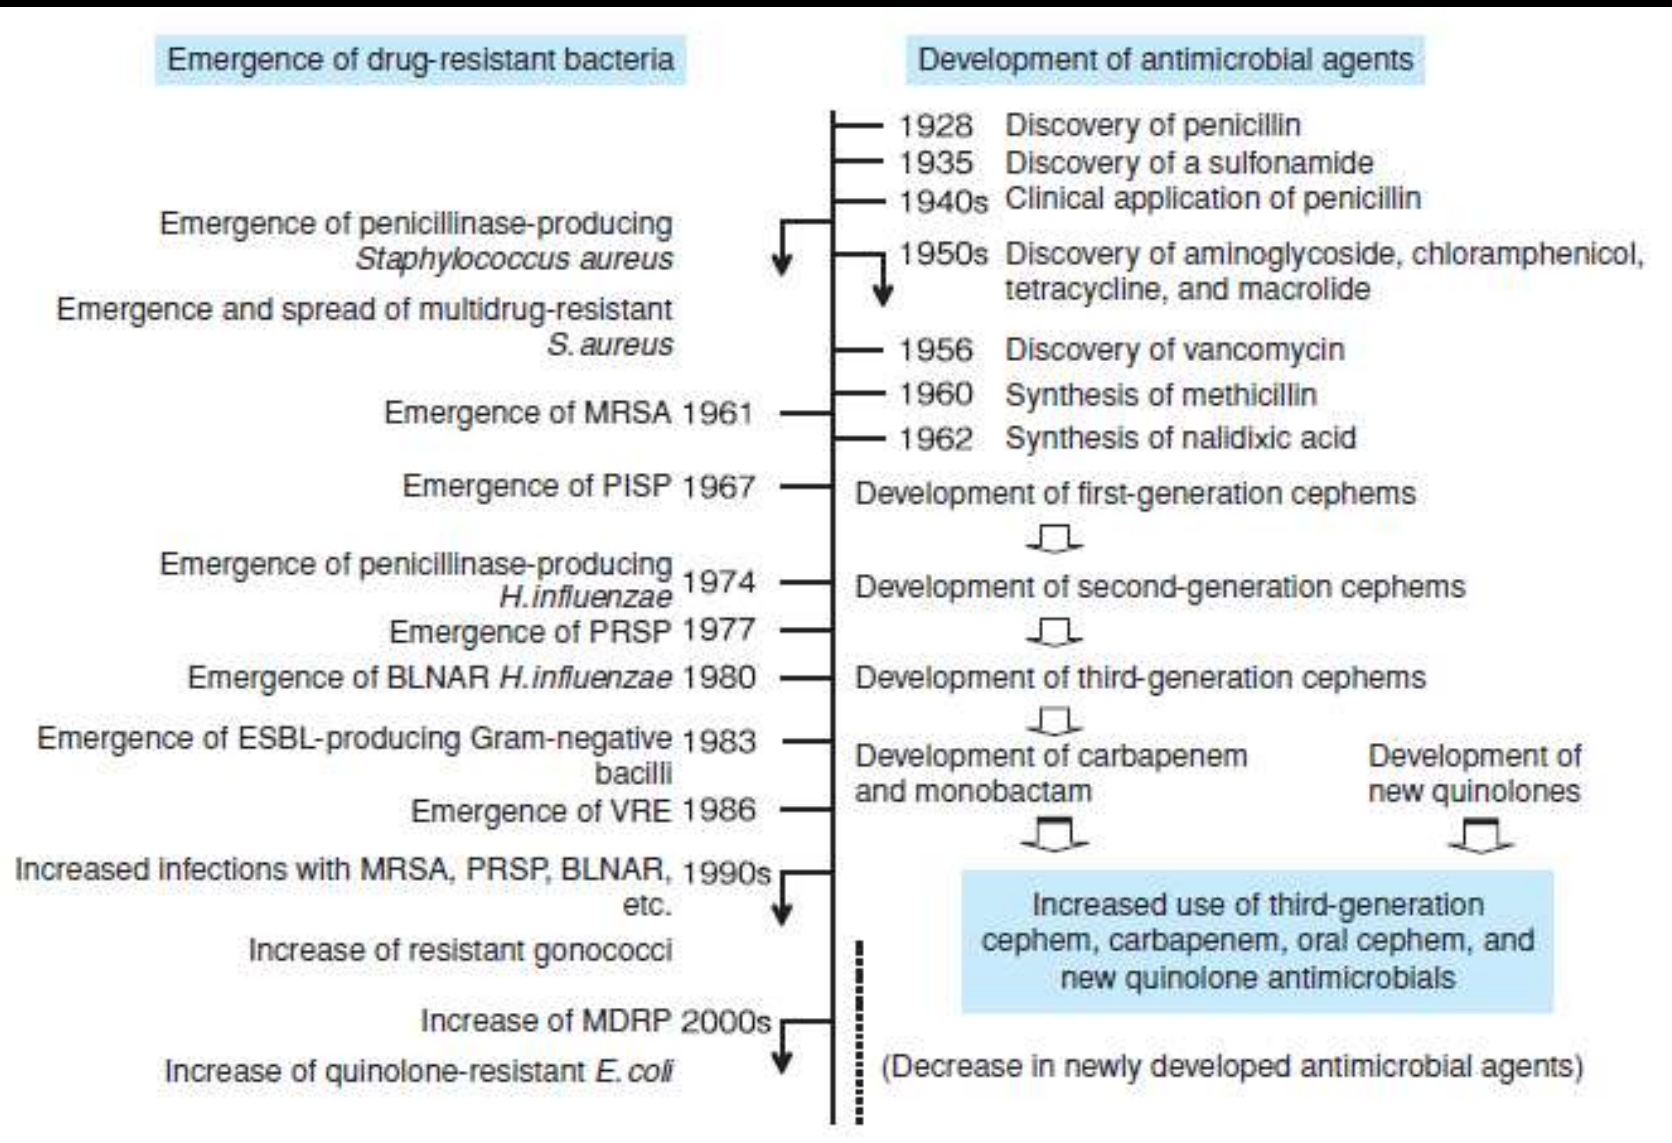 Emergence of drug-resistant bacteria
Development of antimicrobial agents
1928 Discovery of penicillin
1935 Discovery of a sulfonamide
1940s Clinical application of penicillin
Emergence of penicillinase-producing
Staphylococcus aureus
1950s Discovery of aminoglycoside, chloramphenicol,
tetracycline, and macrolide
Emergence and spread of multidrug-resistant
S. aureus
1956 Discovery of vancomycin
1960 Synthesis of methicillin
Emergence of MRSA 1961
1962 Synthesis of nalidixic acid
Emergence of PISP 1967
Development of first-generation cephems
Emergence of penicillinase-producing
H.influenzae
1974
Development of second-generation cephems
Emergence of PRSP 1977
Emergence of BLNAR H.influenzae 1980
Development of third-generation cephems
Emergence of ESBL-producing Gram-negative 1983
bacilli
Development of carbapenem
and monobactam
Development of
new quinolones
Emergence of VRE 1986
Increased infections with MRSA, PRSP, BLNAR, 1990s
etc.
Increased use of third-generation
cephem, carbapenem, oral cephem, and
new quinolone antimicrobials
Increase of resistant gonococci
Increase of MDRP 2000s
Increase of quinolone-resistant E. coli
(Decrease in newly developed antimicrobial agents)